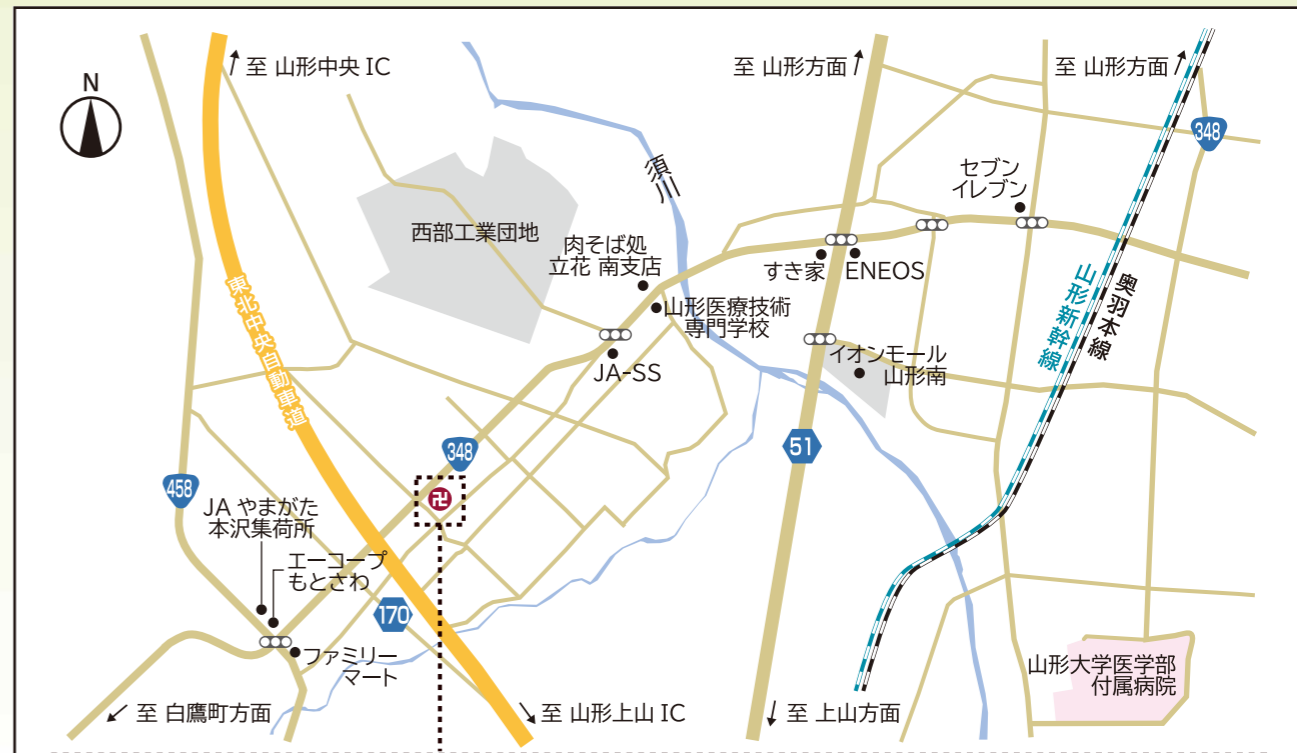 至 山形中央 IC
至 山形方面
至 山形方面
N
348
セブン
イレブン
須川
西部工業団地
肉そば処
立花 南支店
すき家
ENEOS
山形医療技術
専門学校
山形新幹線
奥羽本線
東北中央自動車道
JA-SS
イオンモール
山形南
51
348
458
卍
JA やまがた
本沢集荷所
エーコープ
もとさわ
170
ファミリー
マート
山形大学医学部
付属病院
至 白鷹町方面
至 山形上山 IC
至 上山方面